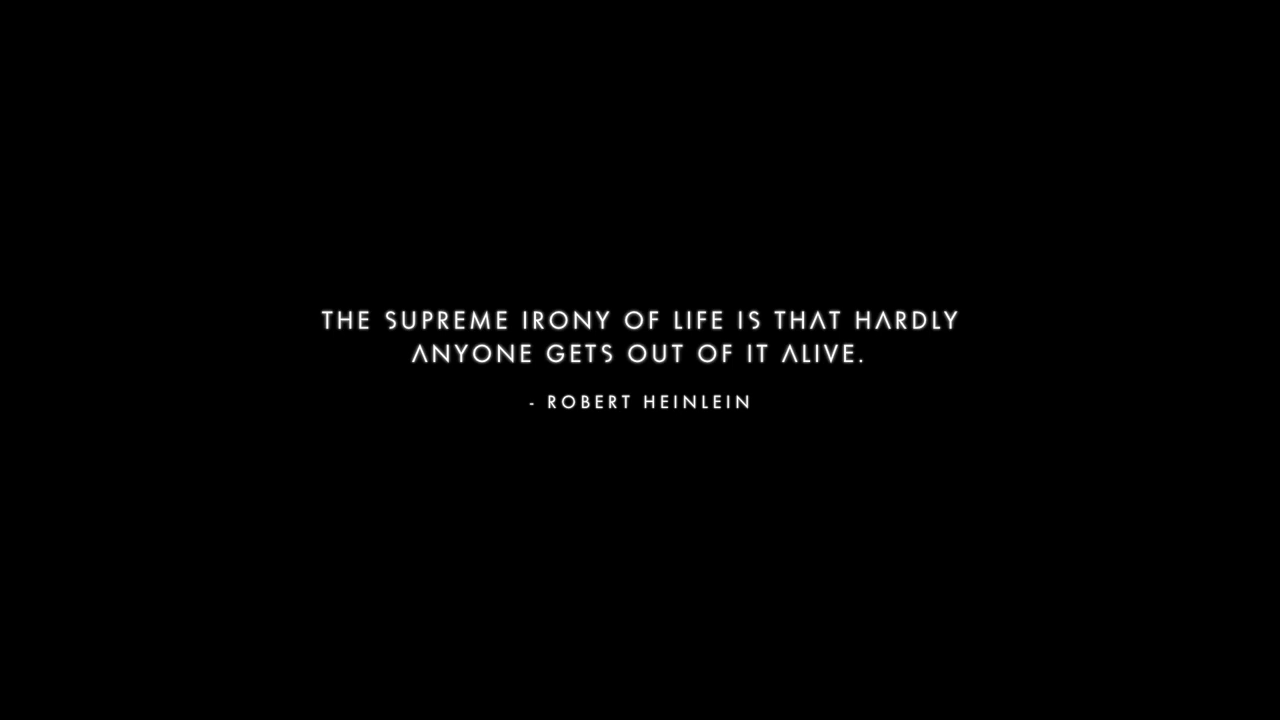 THE SUPREME IRONY OF LIFE IS THAT HARDLY
ANYONE GETS OUT OF IT ALIVE.
- ROBERT HEINLEIN